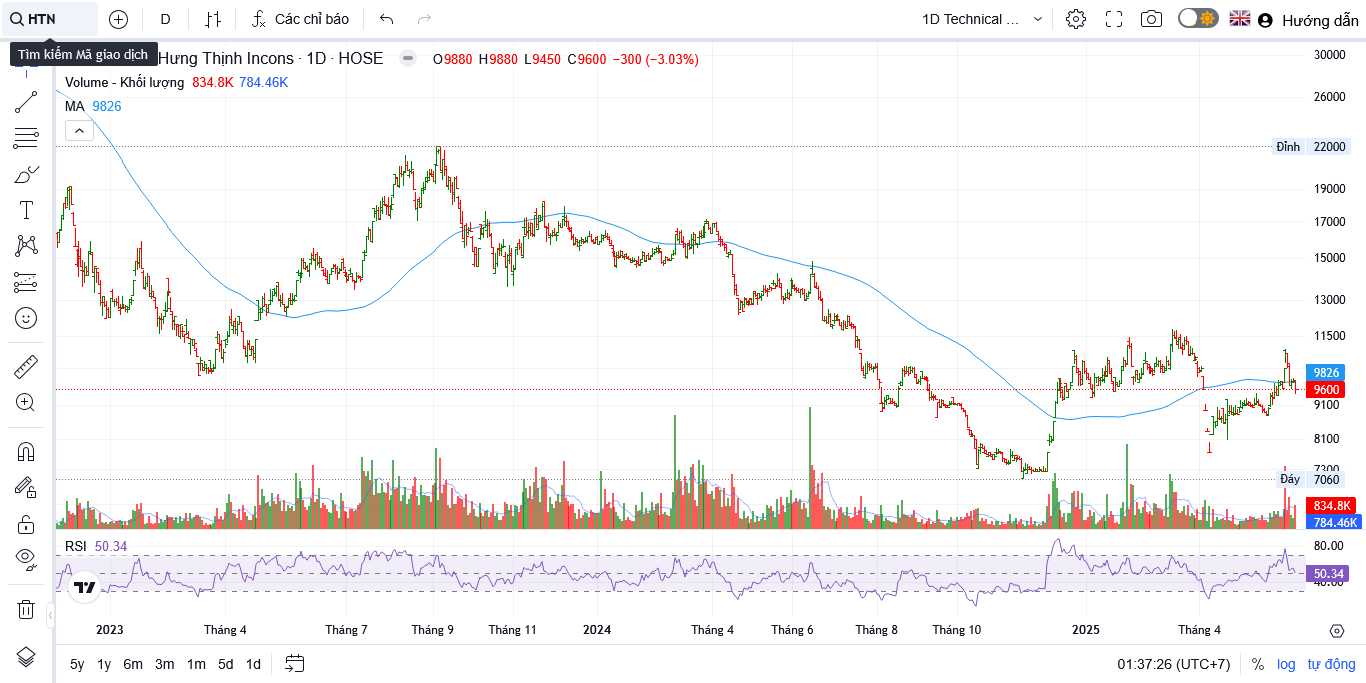 HTN D Các chỉ báo 1D Technical ... Hướng dẫn
Tìm kiếm Mã giao dịch
Hưng Thịnh Incons · 1D · HOSE O9880 H9880 L9450 C9600 −300 (−3.03%)
Volume - Khối lượng 834.8K 784.46K
MA 9826
30000
26000
Đỉnh 22000
19000
17000
15000
13000
11500
9826
9600
9100
8100
7300
Đáy 7060
834.8K
784.46K
RSI 50.34
80.00
50.34
40.00
2023 Tháng 4 Tháng 7 Tháng 9 Tháng 11 2024 Tháng 4 Tháng 6 Tháng 8 Tháng 10 2025 Tháng 4
5y 1y 6m 3m 1m 5d 1d 01:37:26 (UTC+7) % log tự động